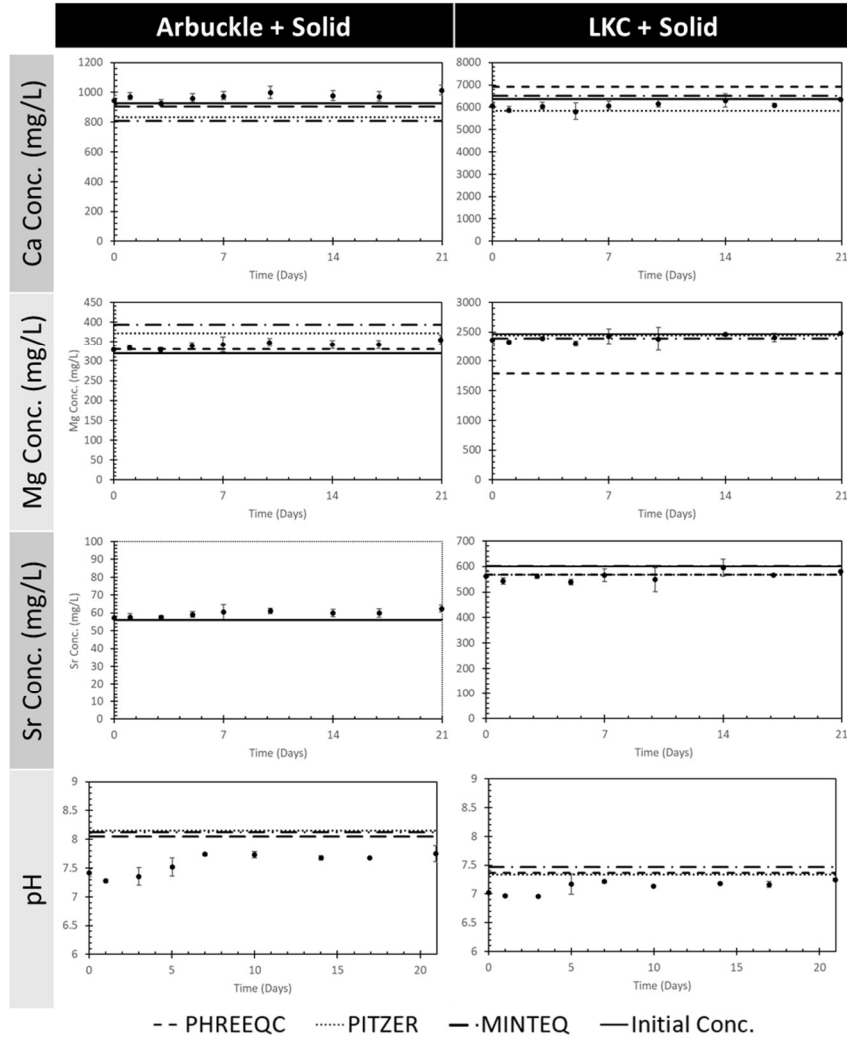 Arbuckle + Solid
LKC + Solid
Ca Conc. (mg/L)
1200
1000
800
600
400
200
0
0 7 14 21
Time (Days)
8000
7000
6000
5000
4000
3000
2000
1000
0
0 7 14 21
Time (Days)
Mg Conc. (mg/L)
Mg Conc. (mg/L)
450
400
350
300
250
200
150
100
50
0
0 7 14 21
Time (Days)
3000
2500
2000
1500
1000
500
0
0 7 14 21
Time (Days)
Sr Conc. (mg/L)
Sr Conc. (mg/L)
100
90
80
70
60
50
40
30
20
10
0
0 7 14 21
Time (Days)
700
600
500
400
300
200
100
0
0 7 14 21
Time (Days)
pH
9
8.5
8
7.5
7
6.5
6
0 5 10 15 20
Time (Days)
9
8.5
8
7.5
7
6.5
6
0 5 10 15 20
Time (Days)
PHREEQC PITZER MINTEQ Initial Conc.